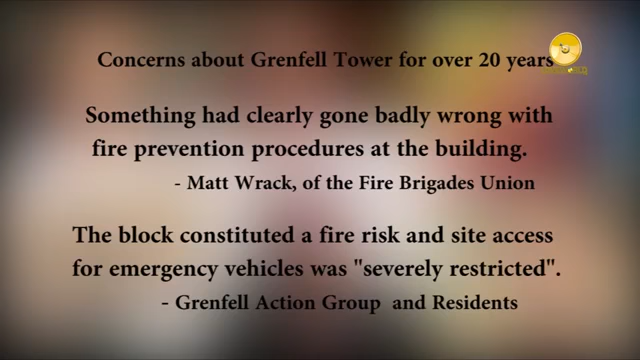 Concerns about Grenfell Tower for over 20 years
Something had clearly gone badly wrong with
fire prevention procedures at the building.
- Matt Wrack, of the Fire Brigades Union
The block constituted a fire risk and site access
for emergency vehicles was "severely restricted".
- Grenfell Action Group and Residents